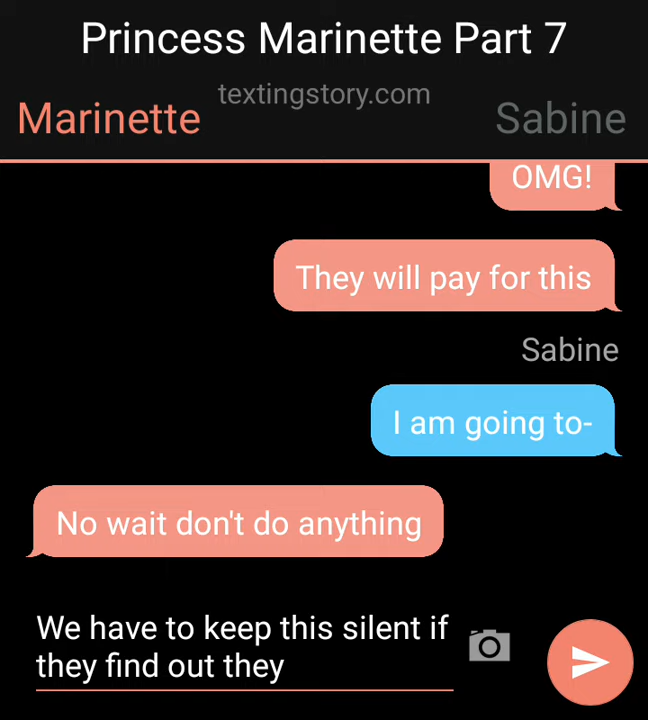 Princess Marinette Part 7
textingstory.com
Marinette
Sabine
OMG!
They will pay for this
Sabine
I am going to-
No wait don't do anything
We have to keep this silent if
they find out they